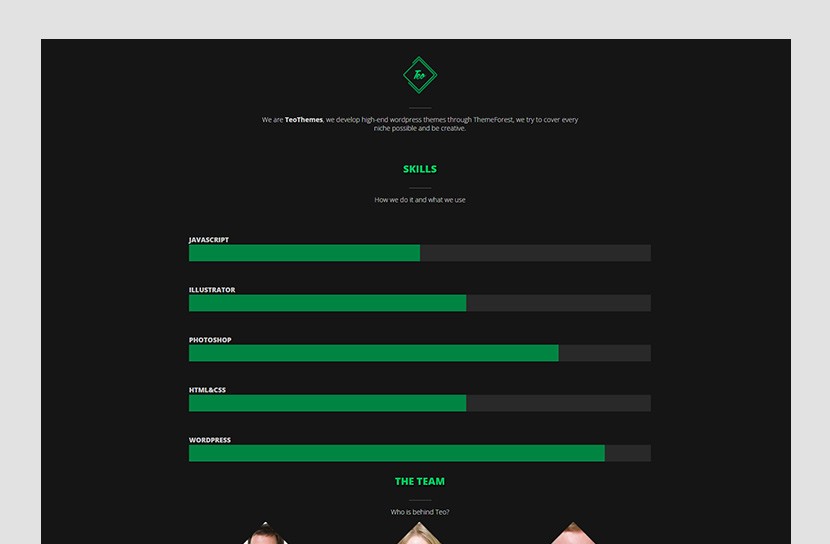 Teo
We are TeoThemes, we develop high-end wordpress themes through ThemeForest, we try to cover every
niche possible and be creative.
SKILLS
How we do it and what we use
JAVASCRIPT
ILLUSTRATOR
PHOTOSHOP
HTML&CSS
WORDPRESS
THE TEAM
Who is behind Teo?